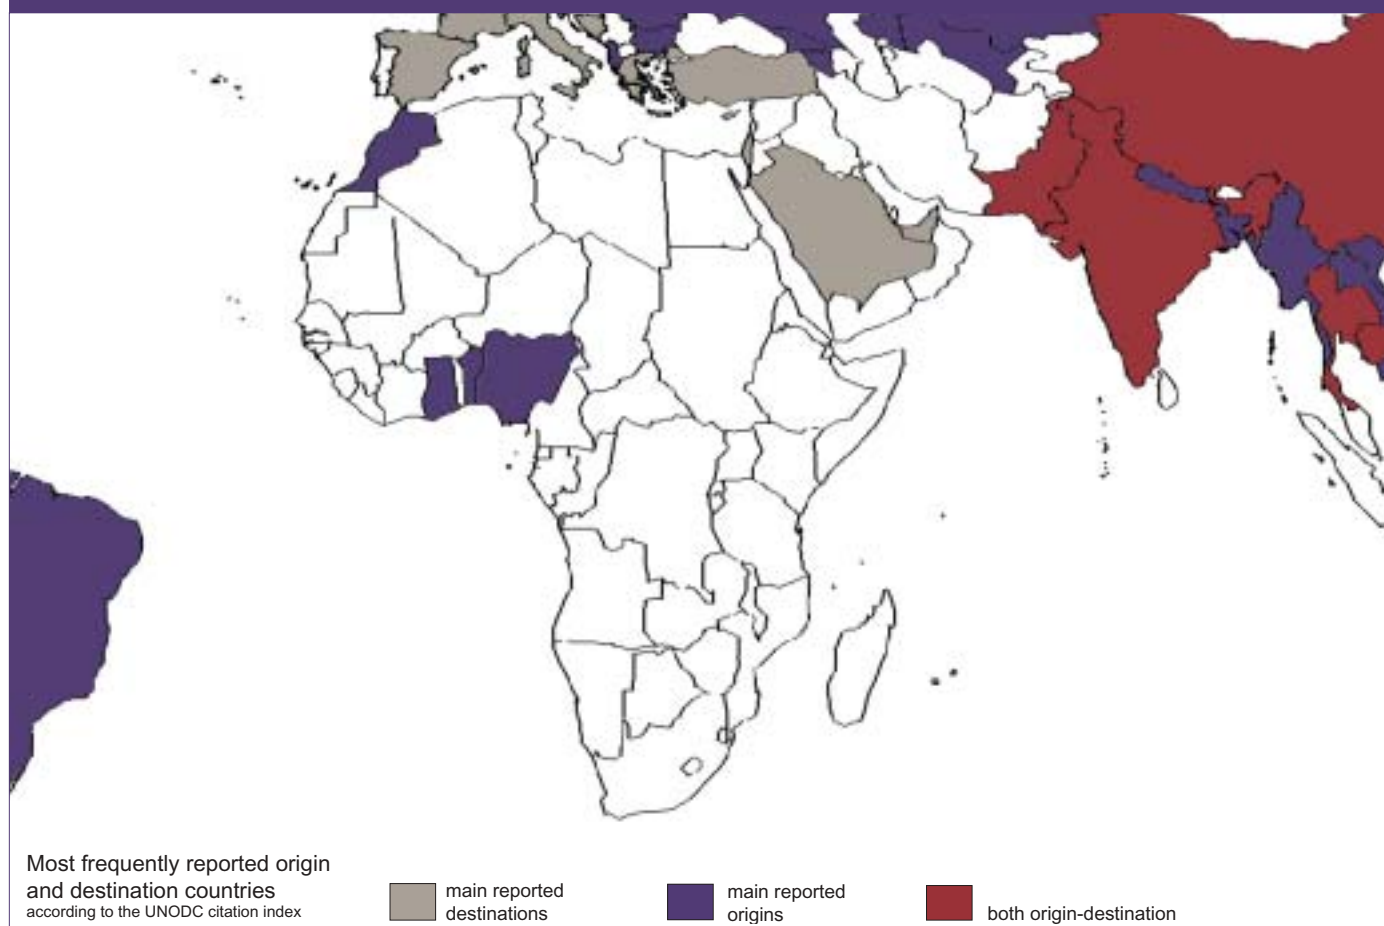 Most frequently reported origin
and destination countries
according to the UNODC citation index
main reported
destinations
main reported
origins
both origin-destination